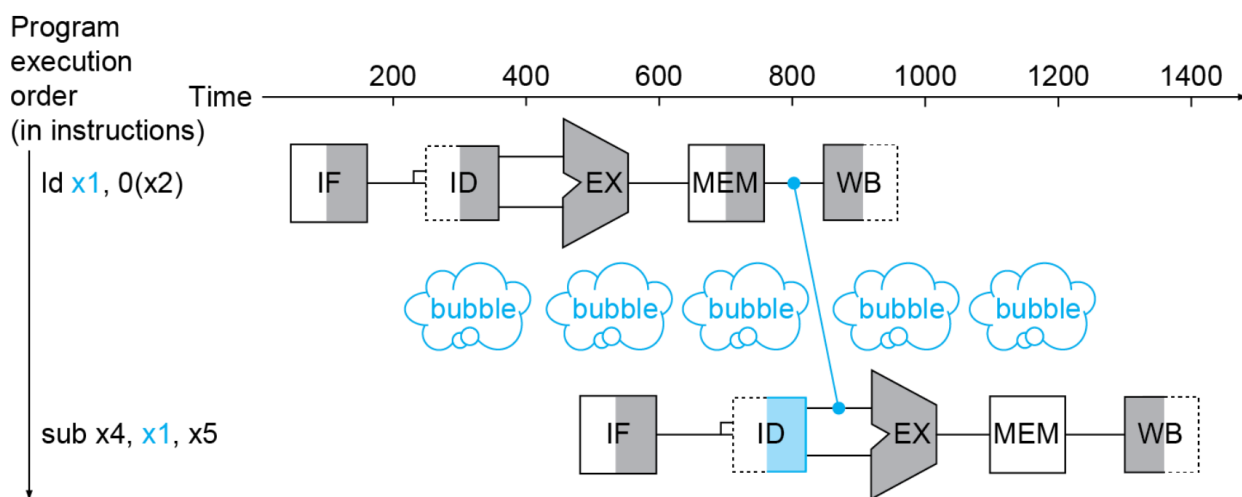 Program
execution
order
(in instructions)
Time
200 400 600 800 1000 1200 1400
ld x1, 0(x2)
IF ID EX MEM WB
bubble bubble bubble bubble bubble
sub x4, x1, x5
IF ID EX MEM WB